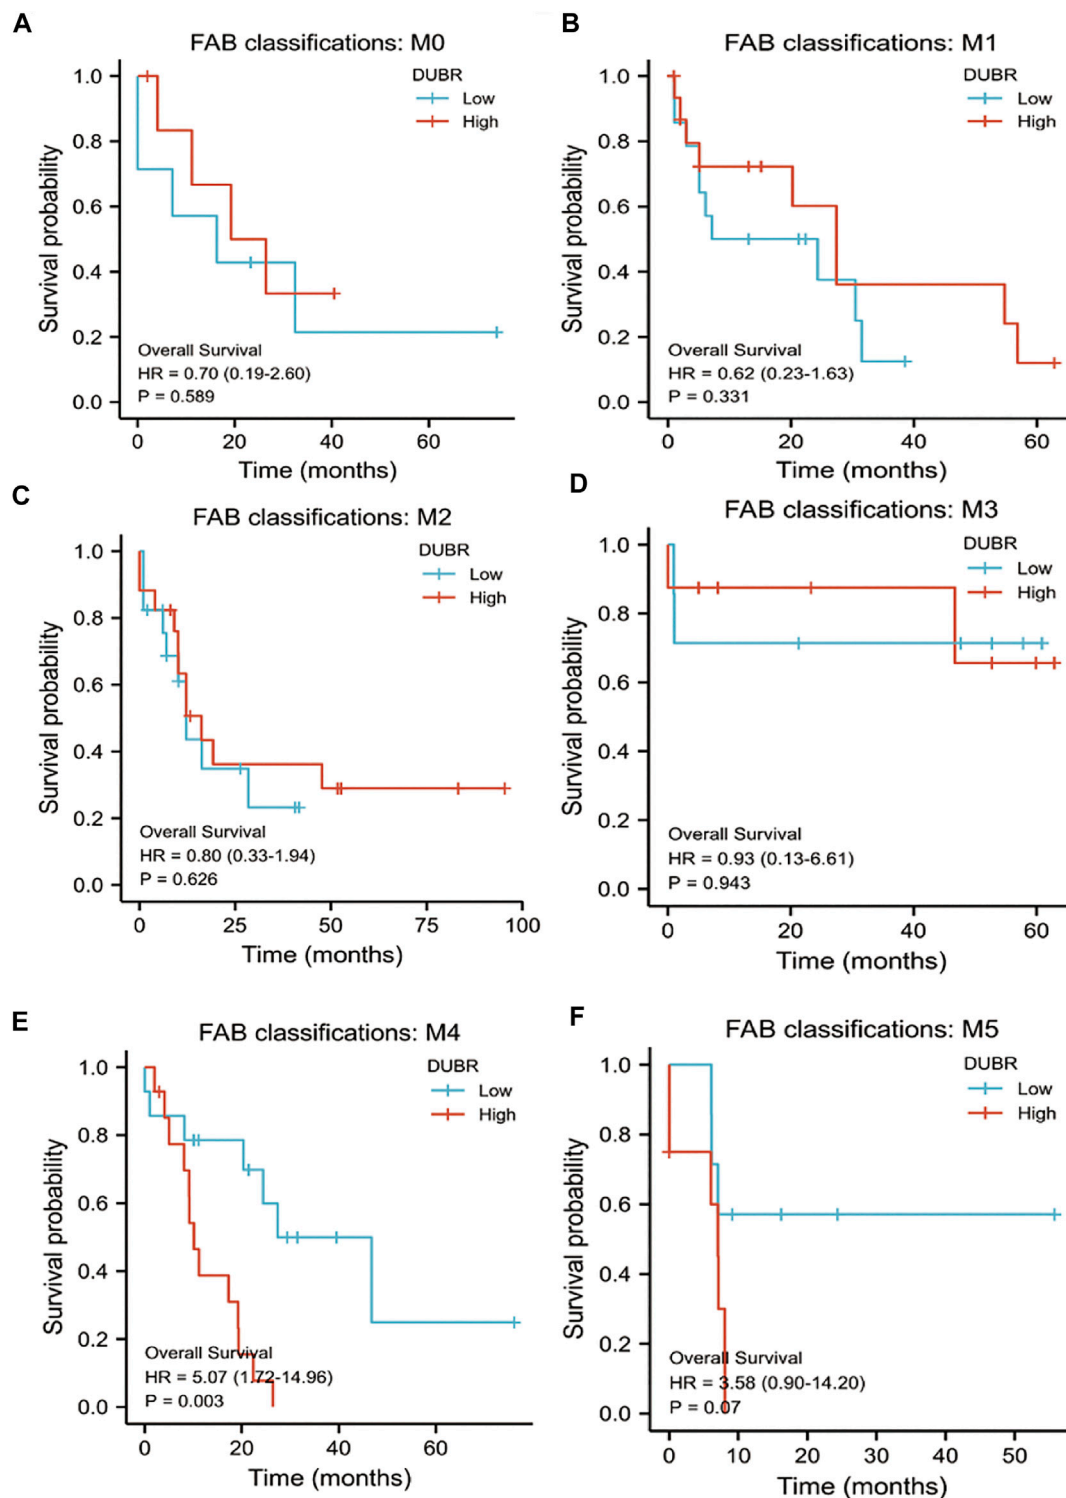 A
FAB classifications: M0
DUBR
Low
High
1.0
0.8
0.6
0.4
0.2
0.0
Survival probability
Overall Survival
HR = 0.70 (0.19-2.60)
P = 0.589
0 20 40 60
Time (months)
B
FAB classifications: M1
DUBR
Low
High
1.0
0.8
0.6
0.4
0.2
0.0
Survival probability
Overall Survival
HR = 0.62 (0.23-1.63)
P = 0.331
0 20 40 60
Time (months)
C
FAB classifications: M2
DUBR
Low
High
1.0
0.8
0.6
0.4
0.2
0.0
Survival probability
Overall Survival
HR = 0.80 (0.33-1.94)
P = 0.626
0 25 50 75 100
Time (months)
D
FAB classifications: M3
DUBR
Low
High
1.0
0.8
0.6
0.4
0.2
0.0
Survival probability
Overall Survival
HR = 0.93 (0.13-6.61)
P = 0.943
0 20 40 60
Time (months)
E
FAB classifications: M4
DUBR
Low
High
1.0
0.8
0.6
0.4
0.2
0.0
Survival probability
Overall Survival
HR = 5.07 (1.72-14.96)
P = 0.003
0 20 40 60
Time (months)
F
FAB classifications: M5
DUBR
Low
High
1.0
0.8
0.6
0.4
0.2
0.0
Survival probability
Overall Survival
HR = 3.58 (0.90-14.20)
P = 0.07
0 10 20 30 40 50
Time (months)